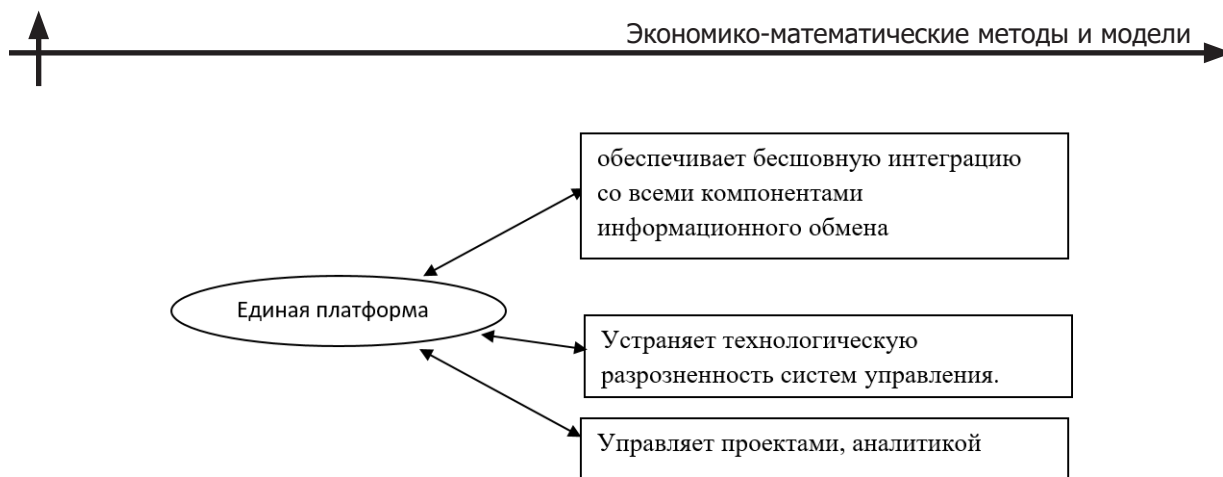 Экономико-математические методы и модели
обеспечивает бесшовную интеграцию
со всеми компонентами
информационного обмена
Единая платформа
Устраняет технологическую
разрозненность систем управления.
Управляет проектами, аналитикой